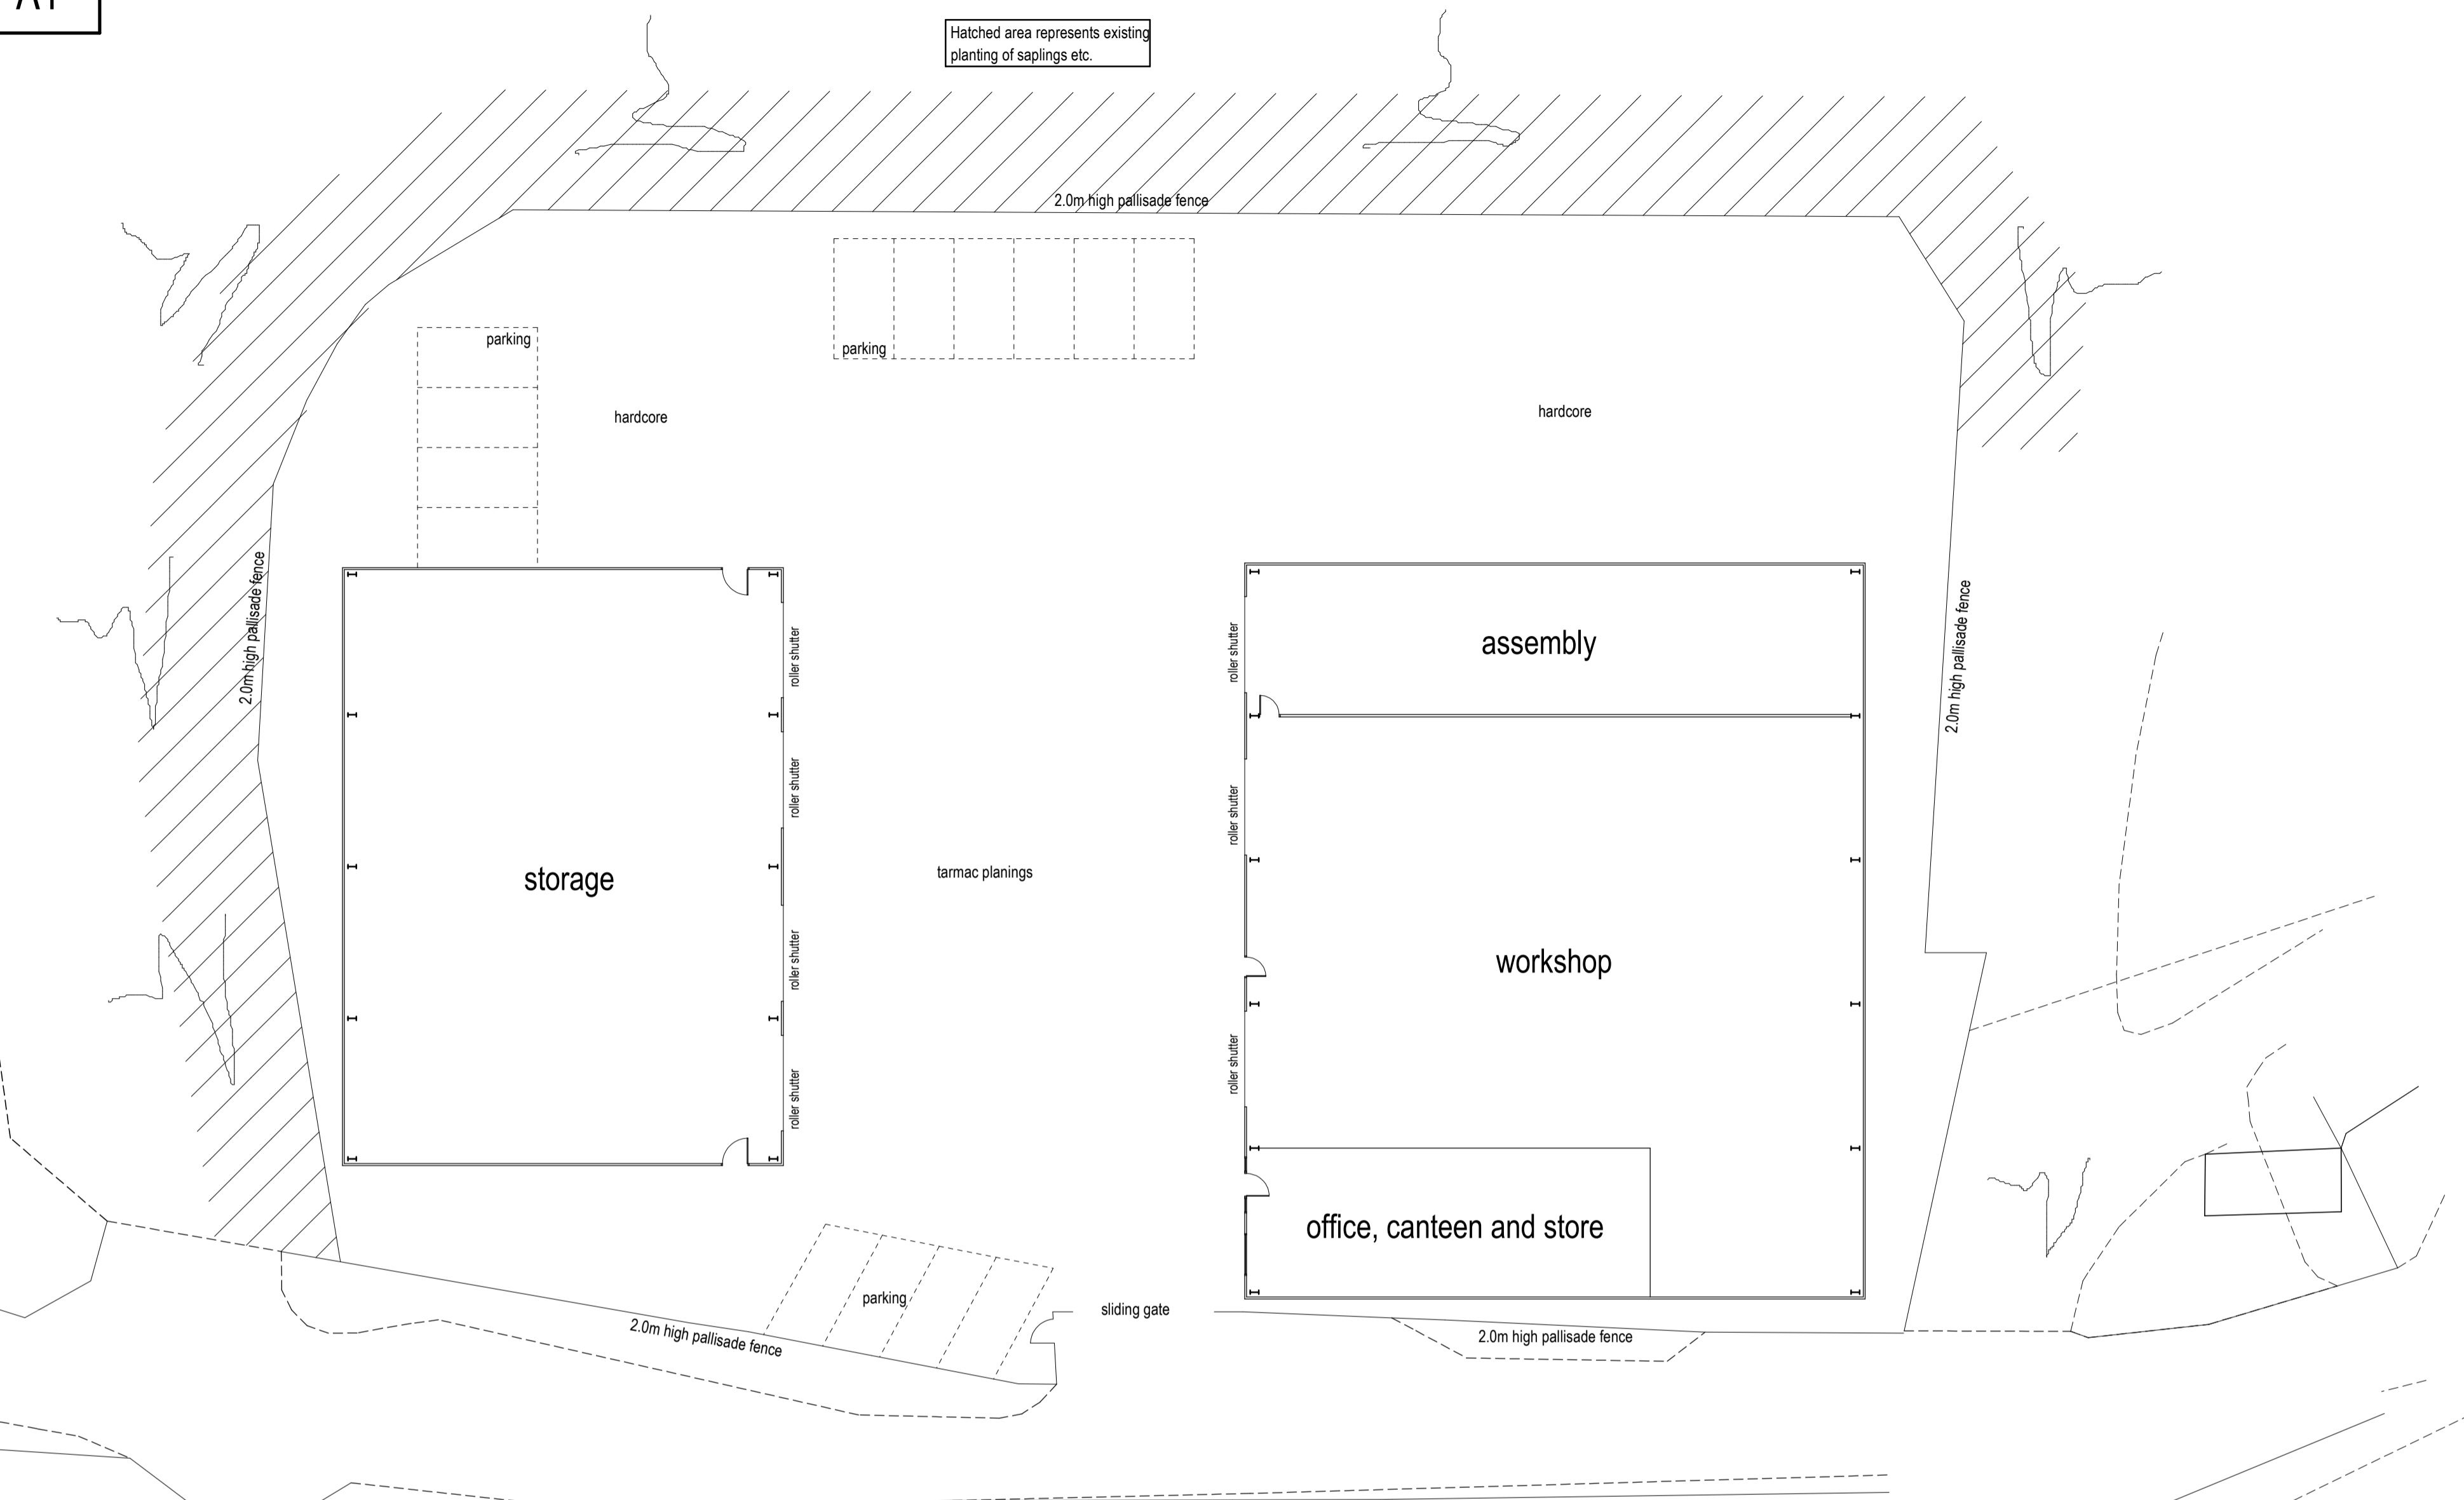 A1
Hatched area represents existing
planting of saplings etc.
2.0m high pallisade fence
parking
parking
hardcore
hardcore
2.0m high pallisade fence
2.0m high pallisade fence
roller shutter
roller shutter
assembly
roller shutter
roller shutter
storage
tarmac planings
workshop
roller shutter
roller shutter
roller shutter
office, canteen and store
parking
sliding gate
2.0m high pallisade fence
2.0m high pallisade fence